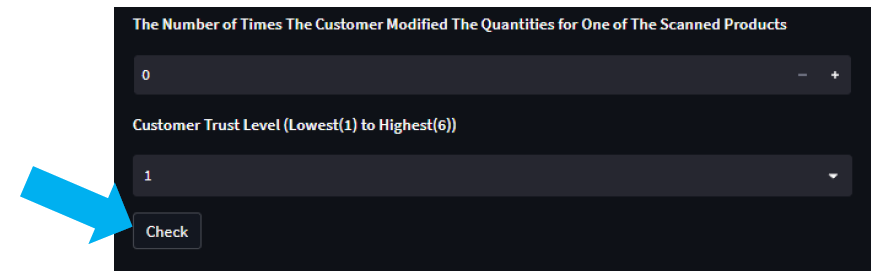 The Number of Times The Customer Modified The Quantities for One of The Scanned Products
0
Customer Trust Level (Lowest(1) to Highest(6))
1
Check